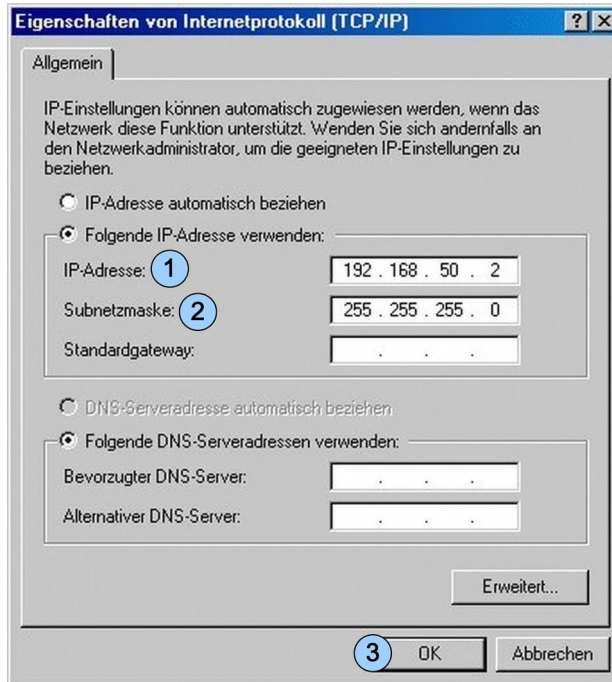 Eigenschaften von Internetprotokoll (TCP/IP)
Allgemein
IP-Einstellungen können automatisch zugewiesen werden, wenn das
Netzwerk diese Funktion unterstützt. Wenden Sie sich andernfalls an
den Netzwerkadministrator, um die geeigneten IP-Einstellungen zu
beziehen.
IP-Adresse automatisch beziehen
Folgende IP-Adresse verwenden:
IP-Adresse: 1 192 . 168 . 50 . 2
Subnetzmaske: 2 255 . 255 . 255 . 0
Standardgateway: . . .
DNS-Serveradresse automatisch beziehen
Folgende DNS-Serveradressen verwenden:
Bevorzugter DNS-Server: . . .
Alternativer DNS-Server: . . .
Erweitert...
3 OK Abbrechen